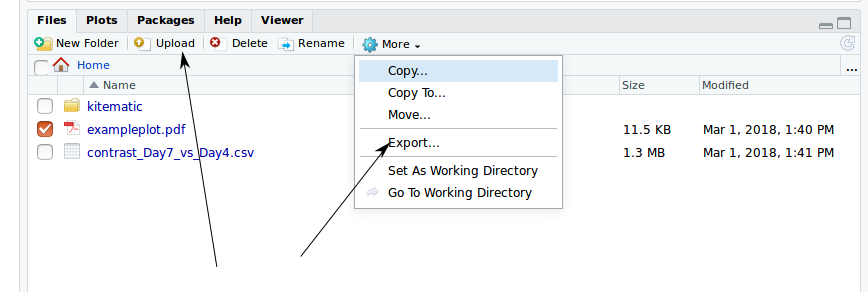 Files Plots Packages Help Viewer
New Folder Upload Delete Rename More
Home ...
Name Size Modified
kitematic
exampleplot.pdf 11.5 KB Mar 1, 2018, 1:40 PM
contrast_Day7_vs_Day4.csv 1.3 MB Mar 1, 2018, 1:41 PM
Copy...
Copy To...
Move...
Export...
Set As Working Directory
Go To Working Directory